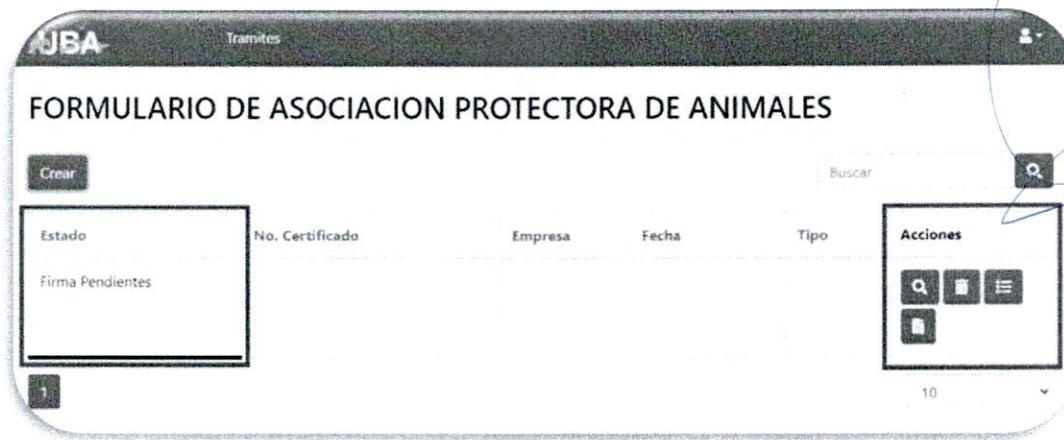 UBA Tramites
FORMULARIO DE ASOCIACION PROTECTORA DE ANIMALES
Crear Buscar
Estado No. Certificado Empresa Fecha Tipo Acciones
Firma Pendientes
1 10